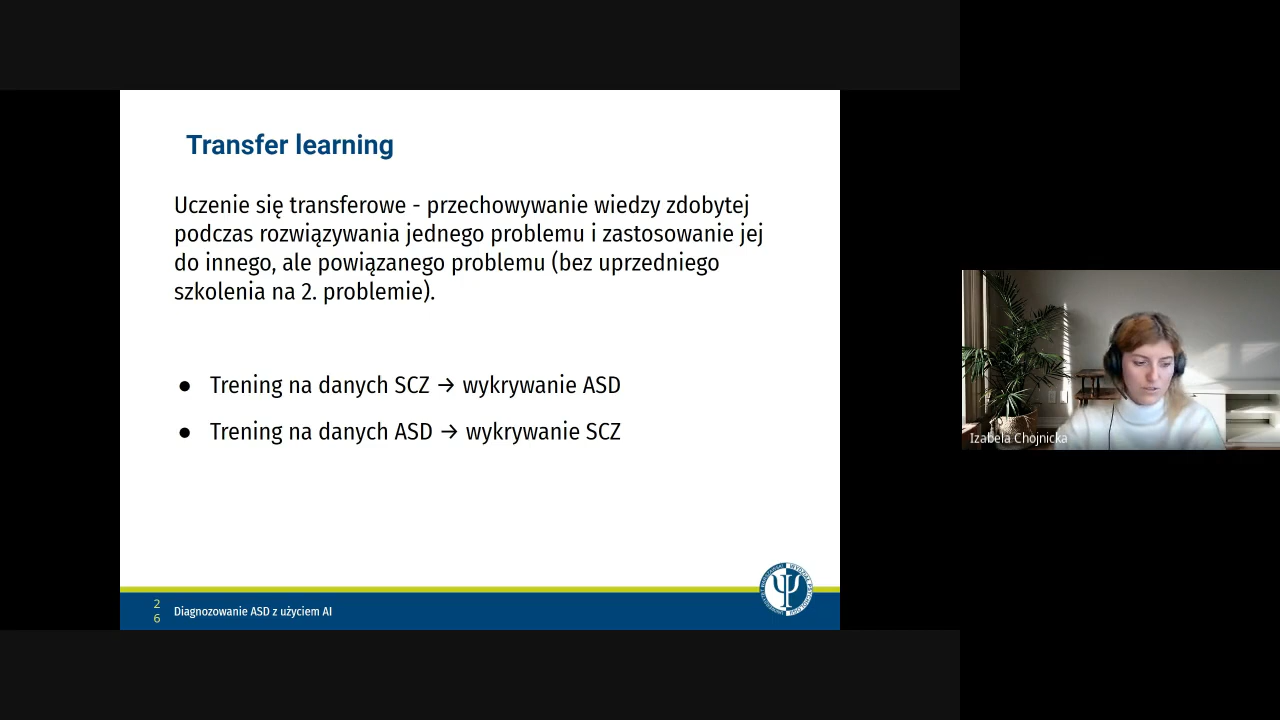 Transfer learning
Uczenie się transferowe - przechowywanie wiedzy zdobytej
podczas rozwiązywania jednego problemu i zastosowanie jej
do innego, ale powiązanego problemu (bez uprzedniego
szkolenia na 2. problemie).
● Trening na danych SCZ → wykrywanie ASD
● Trening na danych ASD → wykrywanie SCZ
2
6
Diagnozowanie ASD z użyciem AI
Izabela Chojnicka